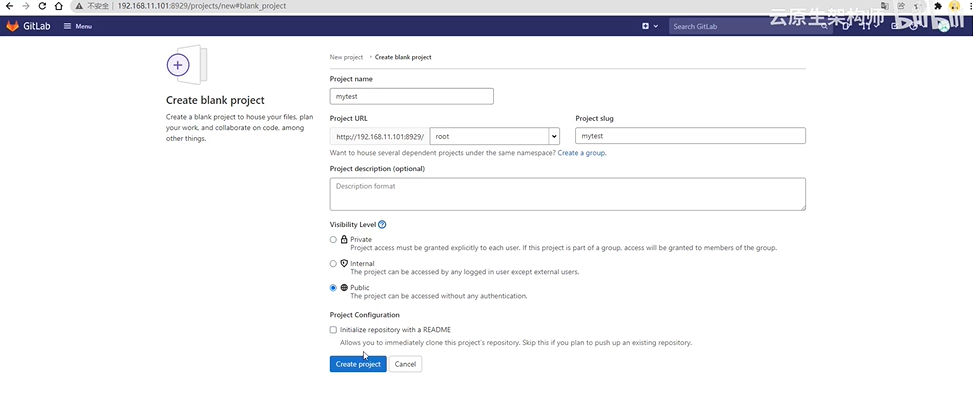 不安全 | 192.168.11.101:8929/projects/new#blank_project
GitLab Menu Search GitLab
云原生架构师 bilibili
New project Create blank project
Create blank project
Create a blank project to house your files, plan
your work, and collaborate on code, among
other things.
Project name
mytest
Project URL Project slug
http://192.168.11.101:8929/ root mytest
Want to house several dependent projects under the same namespace? Create a group.
Project description (optional)
Description format
Visibility Level
Private
Project access must be granted explicitly to each user. If this project is part of a group, access will be granted to members of the group.
Internal
The project can be accessed by any logged in user except external users.
Public
The project can be accessed without any authentication.
Project Configuration
Initialize repository with a README
Allows you to immediately clone this project's repository. Skip this if you plan to push up an existing repository.
Create project Cancel